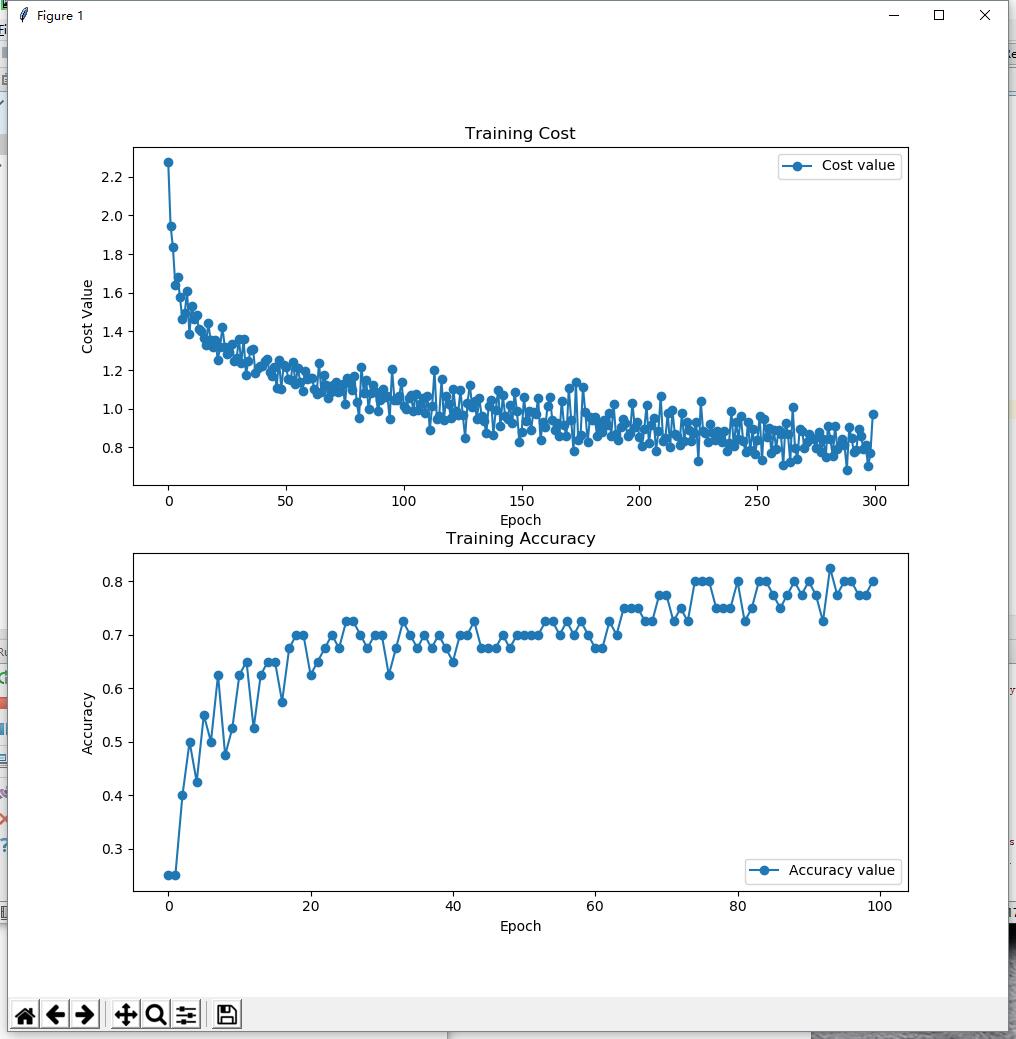 Figure 1
Training Cost
Cost value
Cost Value
2.2
2.0
1.8
1.6
1.4
1.2
1.0
0.8
0 50 100 150 200 250 300
Epoch
Training Accuracy
Accuracy
0.8
0.7
0.6
0.5
0.4
0.3
Accuracy value
0 20 40 60 80 100
Epoch